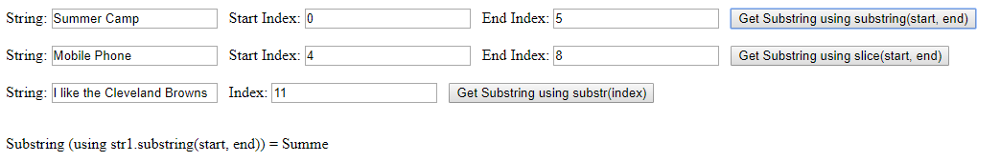 String: Summer Camp Start Index: 0 End Index: 5 Get Substring using substring(start, end)
String: Mobile Phone Start Index: 4 End Index: 8 Get Substring using slice(start, end)
String: I like the Cleveland Browns Index: 11 Get Substring using substr(index)
Substring (using str1.substring(start, end)) = Summe